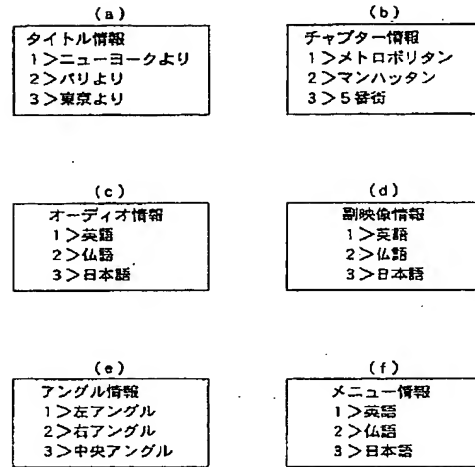 (a)
タイトル情報
1>ニューヨークより
2>パリより
3>東京より
(b)
チャプター情報
1>メトロポリタン
2>マンハッタン
3>5番街
(c)
オーディオ情報
1>英語
2>仏語
3>日本語
(d)
副映像情報
1>英語
2>仏語
3>日本語
(e)
アングル情報
1>左アングル
2>右アングル
3>中央アングル
(f)
メニュー情報
1>英語
2>仏語
3>日本語